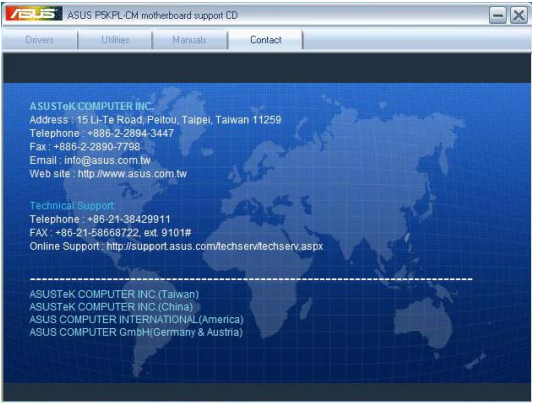 ASUS ASUS P5KPL-CM motherboard support CD
Drivers Utilities Manuals Contact
ASUSTeK COMPUTER INC.
Address : 15 Li-Te Road, Peitou, Taipei, Taiwan 11259
Telephone : +886-2-2894-3447
Fax : +886-2-2890-7798
Email : info@asus.com.tw
Web site : http://www.asus.com.tw
Technical Support
Telephone : +86-21-38429911
FAX : +86-21-58668722, ext. 9101#
Online Support : http://support.asus.com/techserv/techserv.aspx
ASUSTeK COMPUTER INC.(Taiwan)
ASUSTeK COMPUTER INC.(China)
ASUS COMPUTER INTERNATIONAL(America)
ASUS COMPUTER GmbH(Germany & Austria)